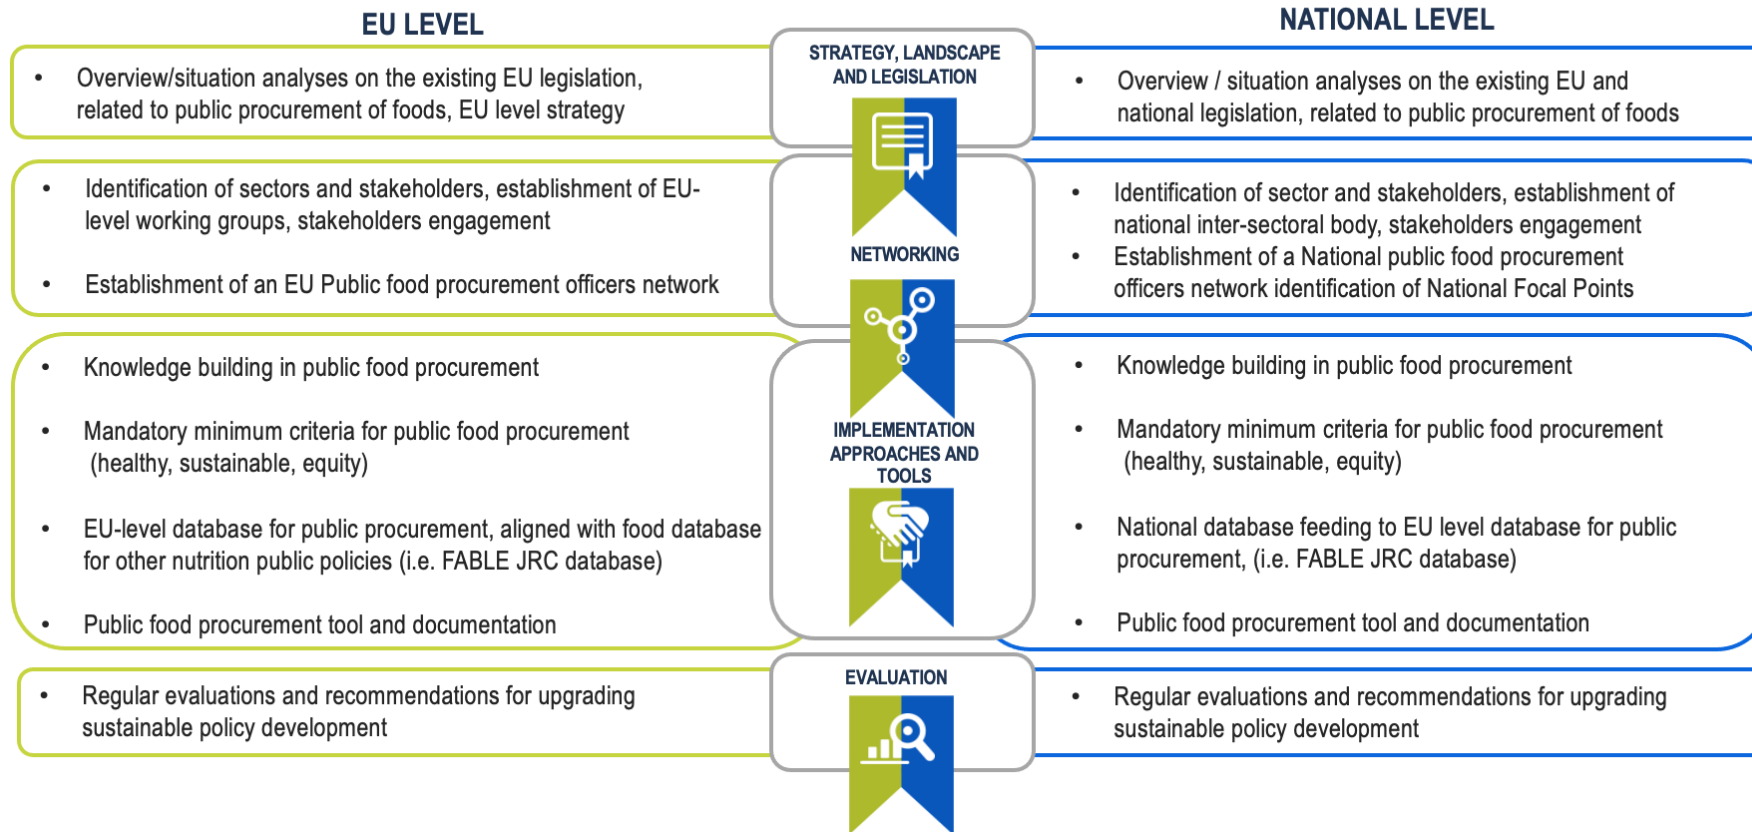 EU LEVEL
NATIONAL LEVEL
STRATEGY, LANDSCAPE
AND LEGISLATION
• Overview/situation analyses on the existing EU legislation,
related to public procurement of foods, EU level strategy
• Overview / situation analyses on the existing EU and
national legislation, related to public procurement of foods
NETWORKING
• Identification of sectors and stakeholders, establishment of EU-
level working groups, stakeholders engagement
• Establishment of an EU Public food procurement officers network
• Identification of sector and stakeholders, establishment of
national inter-sectoral body, stakeholders engagement
• Establishment of a National public food procurement
officers network identification of National Focal Points
IMPLEMENTATION
APPROACHES AND
TOOLS
• Knowledge building in public food procurement
• Mandatory minimum criteria for public food procurement
(healthy, sustainable, equity)
• EU-level database for public procurement, aligned with food database
for other nutrition public policies (i.e. FABLE JRC database)
• Public food procurement tool and documentation
• Knowledge building in public food procurement
• Mandatory minimum criteria for public food procurement
(healthy, sustainable, equity)
• National database feeding to EU level database for public
procurement, (i.e. FABLE JRC database)
• Public food procurement tool and documentation
EVALUATION
• Regular evaluations and recommendations for upgrading
sustainable policy development
• Regular evaluations and recommendations for upgrading
sustainable policy development